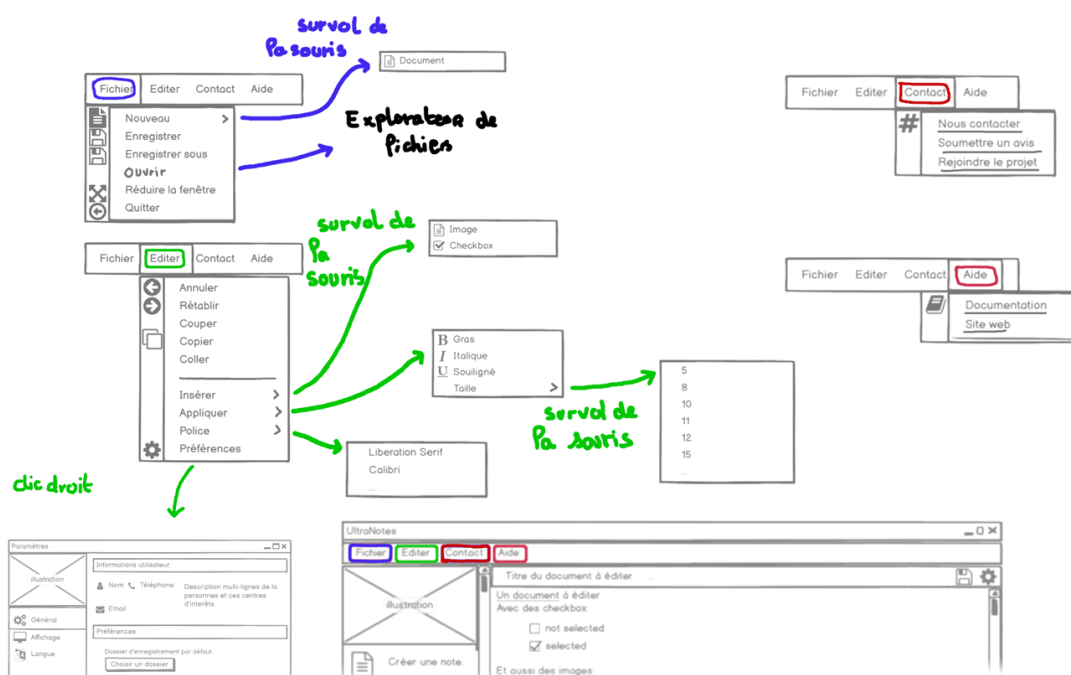 survol de
la souris
Document
Fichier Editer Contact Aide
Nouveau
Enregistrer
Enregistrer sous
Ouvrir
Réduire la fenêtre
Quitter
Explorateur de
fichiers
Fichier Editer Contact Aide
Nous contacter
Soumettre un avis
Rejoindre le projet
survol de
la
souris
Image
Checkbox
Fichier Editer Contact Aide
Annuler
Rétablir
Couper
Copier
Coller
Insérer
Appliquer
Police
Préférences
Fichier Editer Contact Aide
Documentation
Site web
B Gras
I Italique
U Souligné
Taille
survol de
la souris
5
8
10
11
12
15
...
Liberation Serif
Calibri
...
clic droit
Paramètres
illustration
Général
Affichage
Langue
Informations utilisateur
Nom Téléphone
Email
Description multi-lignes de la
personnes et ces centres
d'interêts.
Préférences
Dossier d'enregistrement par défaut
Choisir un dossier
UltraNotes
Fichier Editer Contact Aide
illustration
Créer une note.
Titre du document à éditer ...
Un document à éditer
Avec des checkbox:
not selected
selected
Et aussi des images: